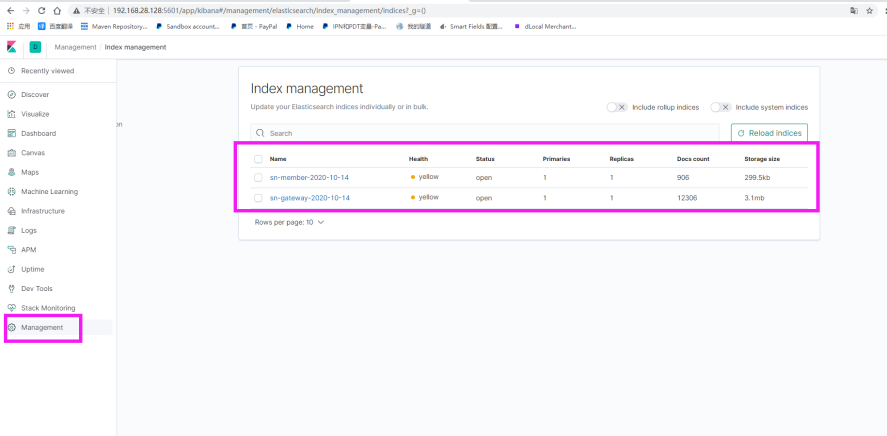 不安全 | 192.168.28.128:5601/app/kibana#/management/elasticsearch/index_management/indices?_g=()
应用 百度翻译 Maven Repository... Sandbox account... 首页 - PayPal Home IPN和PDT变量-Pa... 我的版漫 Smart Fields 配置... dLocal Merchant...
D Management / Index management
Recently viewed
Discover
Visualize
Dashboard
Canvas
Maps
Machine Learning
Infrastructure
Logs
APM
Uptime
Dev Tools
Stack Monitoring
Management
on
Index management
Update your Elasticsearch indices individually or in bulk.
Include rollup indices Include system indices
Search Reload indices
Name Health Status Primaries Replicas Docs count Storage size
sn-member-2020-10-14 yellow open 1 1 906 299.5kb
sn-gateway-2020-10-14 yellow open 1 1 12306 3.1mb
Rows per page: 10